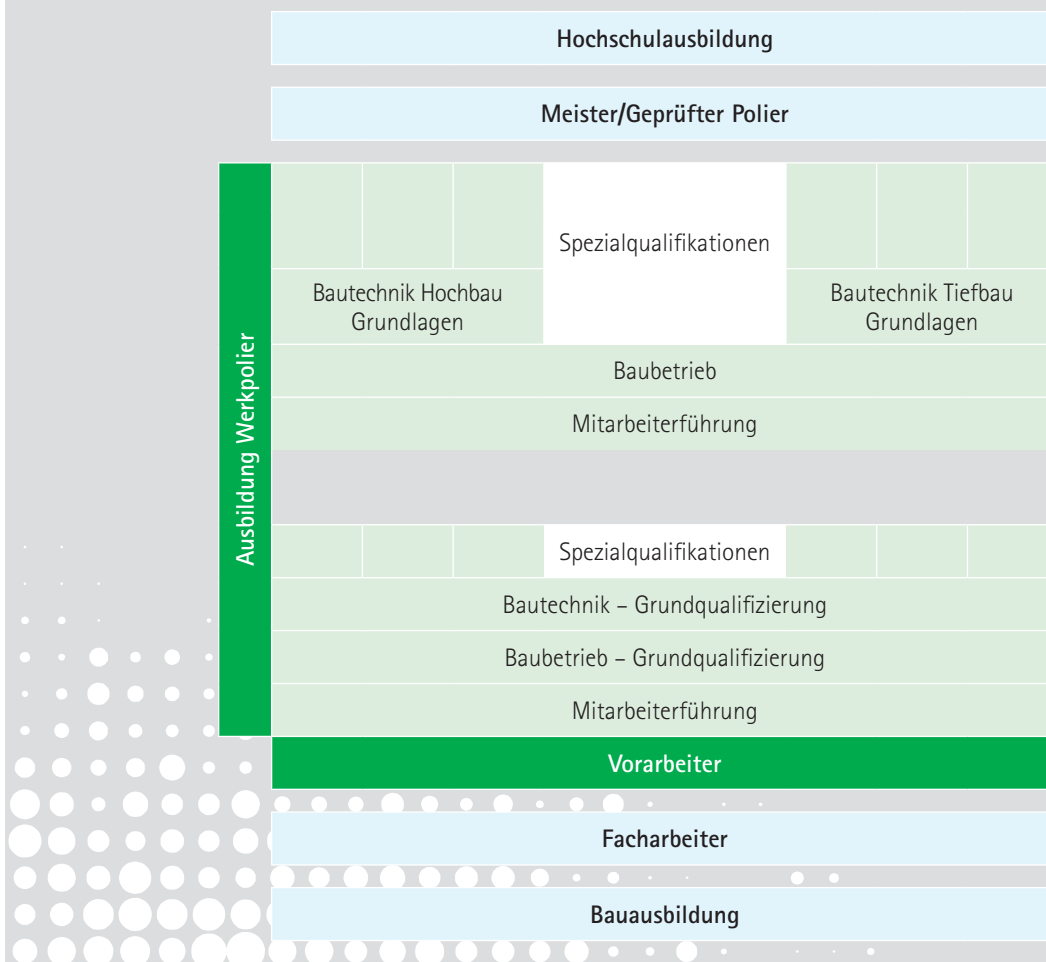 Hochschulausbildung
Meister/Geprüfter Polier
Ausbildung Werkpolier
Spezialqualifikationen
Bautechnik Hochbau
Grundlagen
Bautechnik Tiefbau
Grundlagen
Baubetrieb
Mitarbeiterführung
Spezialqualifikationen
Bautechnik – Grundqualifizierung
Baubetrieb – Grundqualifizierung
Mitarbeiterführung
Vorarbeiter
Facharbeiter
Bauausbildung